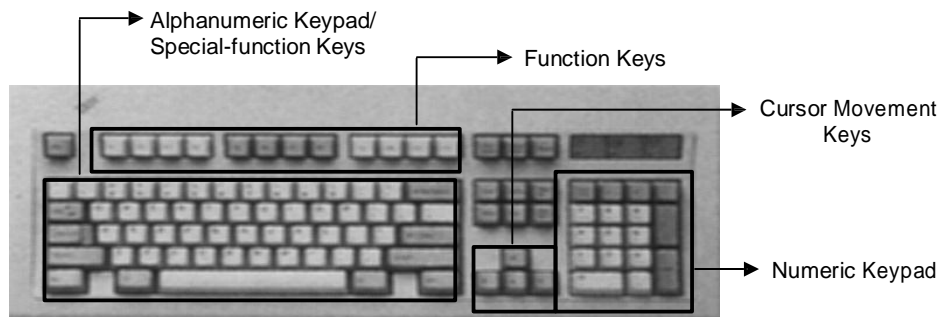 Alphanumeric Keypad/
Special-function Keys
Function Keys
Cursor Movement
Keys
Numeric Keypad